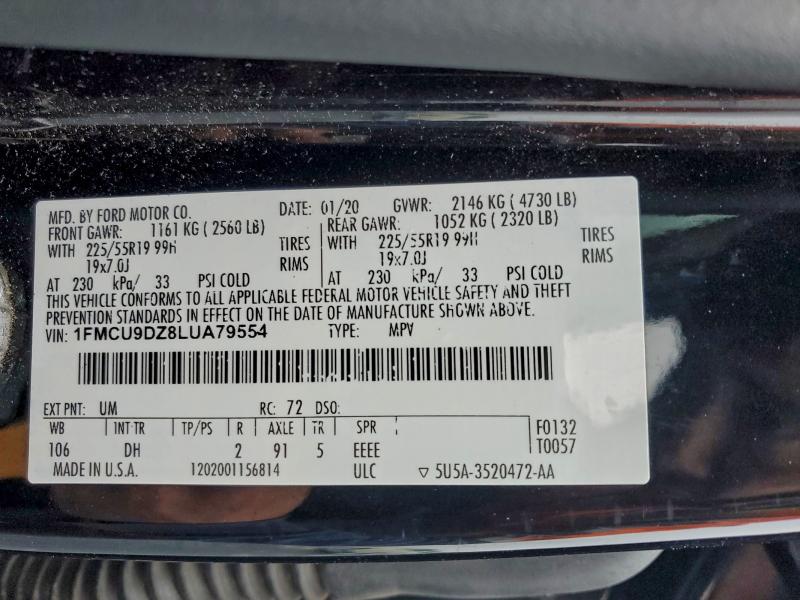 MFD. BY FORD MOTOR CO. DATE: 01/20 GVWR: 2146 KG ( 4730 LB)
FRONT GAWR: 1161 KG ( 2560 LB) REAR GAWR: 1052 KG ( 2320 LB)
WITH 225/55R19 99H TIRES WITH 225/55R19 99H TIRES
19x7.0J RIMS 19x7.0J RIMS
AT 230 kPa/ 33 PSI COLD AT 230 kPa/ 33 PSI COLD
THIS VEHICLE CONFORMS TO ALL APPLICABLE FEDERAL MOTOR VEHICLE SAFETY AND THEFT
PREVENTION STANDARDS IN EFFECT ON THE DATE OF MANUFACTURE SHOWN ABOVE.
VIN: 1FMCU9DZ8LUA79554 TYPE: MPV
EXT PNT: UM RC: 72 DSO:
WB INT TR TP/PS R AXLE TR SPR F0132
106 DH 2 91 5 EEEE T0057
MADE IN U.S.A. 1202001156814 ULC ▽ 5U5A-3520472-AA